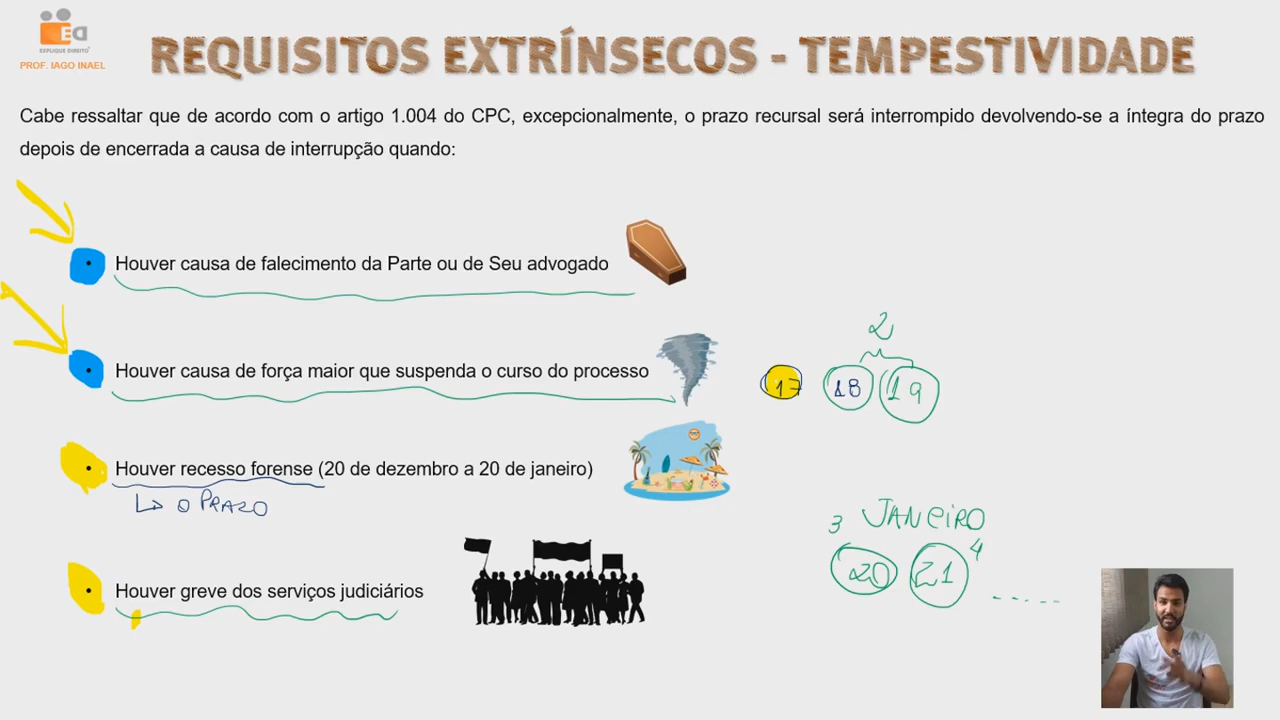 ED
EXPLIQUE DIREITO
PROF. IAGO INAEL
REQUISITOS EXTRÍNSECOS - TEMPESTIVIDADE
Cabe ressaltar que de acordo com o artigo 1.004 do CPC, excepcionalmente, o prazo recursal será interrompido devolvendo-se a íntegra do prazo
depois de encerrada a causa de interrupção quando:
• Houver causa de falecimento da Parte ou de Seu advogado
2
• Houver causa de força maior que suspenda o curso do processo
17 18 19
• Houver recesso forense (20 de dezembro a 20 de janeiro)
O PRAZO
3 JANEIRO
20 21 4
• Houver greve dos serviços judiciários